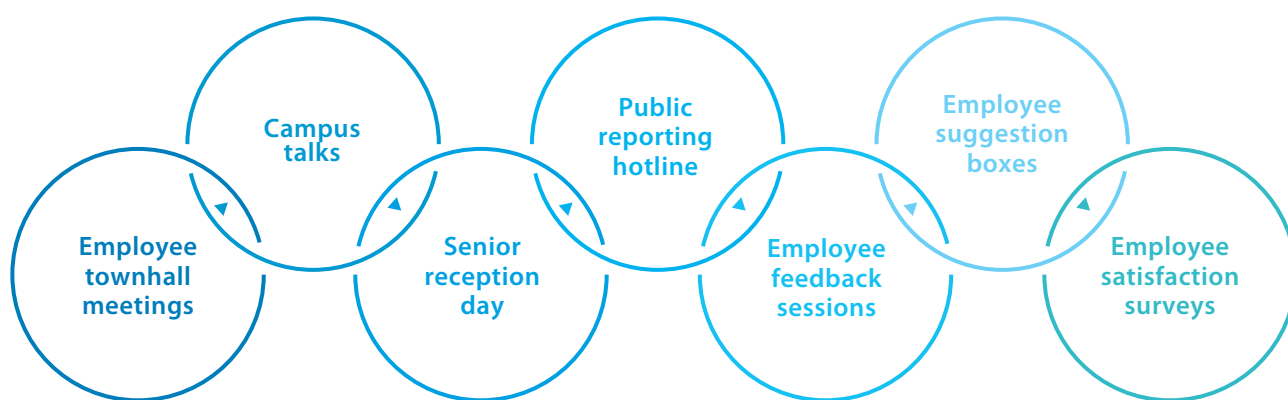 Employee
townhall
meetings
Campus
talks
Senior
reception
day
Public
reporting
hotline
Employee
feedback
sessions
Employee
suggestion
boxes
Employee
satisfaction
surveys